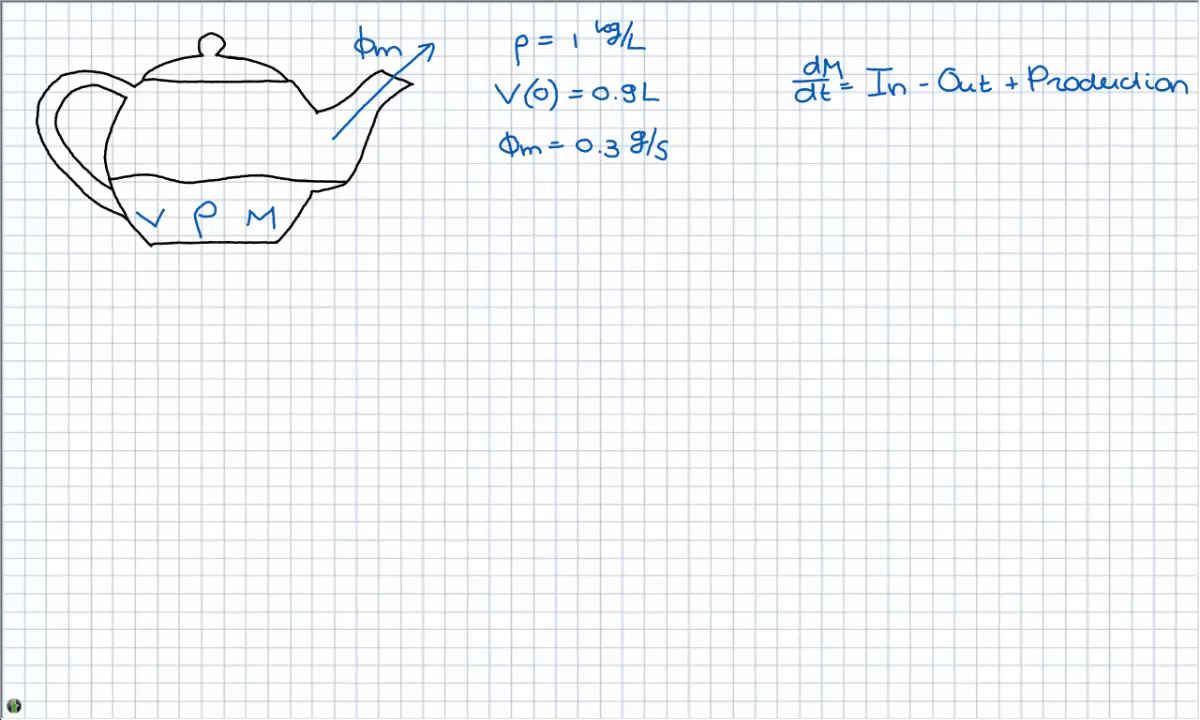 ϕm
V ρ M
ρ = 1 kg/L
V(0) = 0.9L
ϕm = 0.3 g/s
dM/dt = In - Out + Production